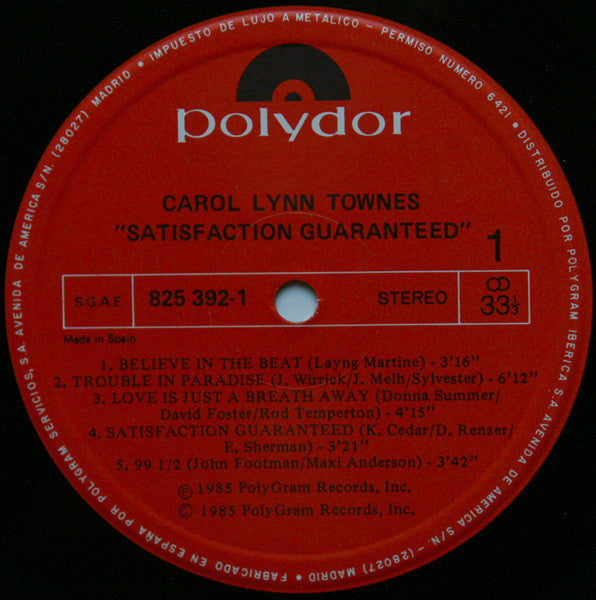 polydor
CAROL LYNN TOWNES
"SATISFACTION GUARANTEED"
1
S.G.A.E
825 392-1
STEREO
33 1/3
Made in Spain
1. BELIEVE IN THE BEAT (Layng Martine) - 3'16"
2. TROUBLE IN PARADISE (J. Wirrick/J. Melh/Sylvester) - 6'12"
3. LOVE IS JUST A BREATH AWAY (Donna Summer/
David Foster/Rod Temperton) - 4'15"
4. SATISFACTION GUARANTEED (K. Cedar/D. Renzer/
E. Sherman) - 3'21"
5. 99 1/2 (John Footman/Maxi Anderson) - 3'42"
℗ 1985 PolyGram Records, Inc.
© 1985 PolyGram Records, Inc.
• IMPUESTO DE LUJO A METALICO - PERMISO NUMERO 6421 • DISTRIBUIDO POR POLYGRAM IBERICA S.A. AVENIDA DE AMERICA S/N. - (28027) MADRID • FABRICADO EN ESPAÑA POR POLYGRAM SERVICIOS, S.A. AVENIDA DE AMERICA S/N. (28027) MADRID